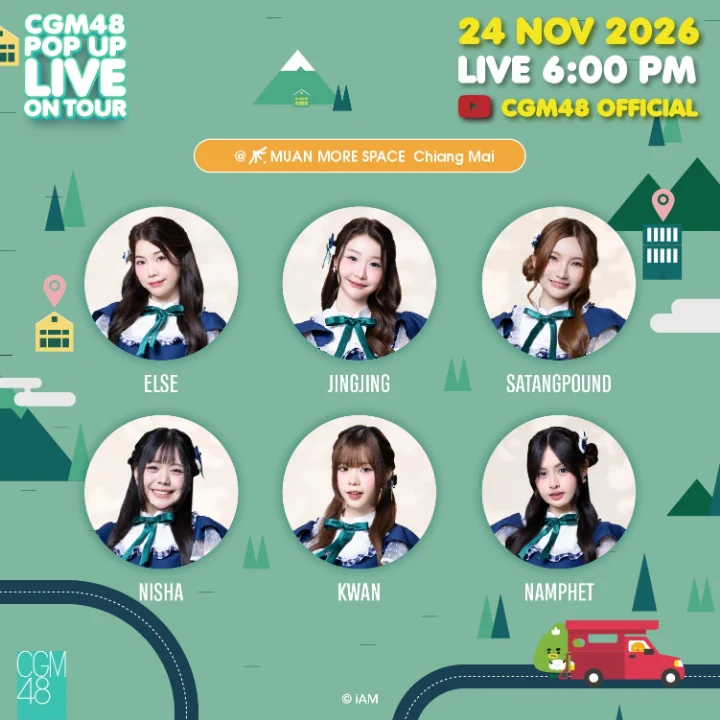 CGM48
POP UP
LIVE
ON TOUR
24 NOV 2026
LIVE 6:00 PM
CGM48 OFFICIAL
@ MUAN MORE SPACE Chiang Mai
ELSE
JINGJING
SATANGPOUND
NISHA
KWAN
NAMPHET
CGM
48
© iAM